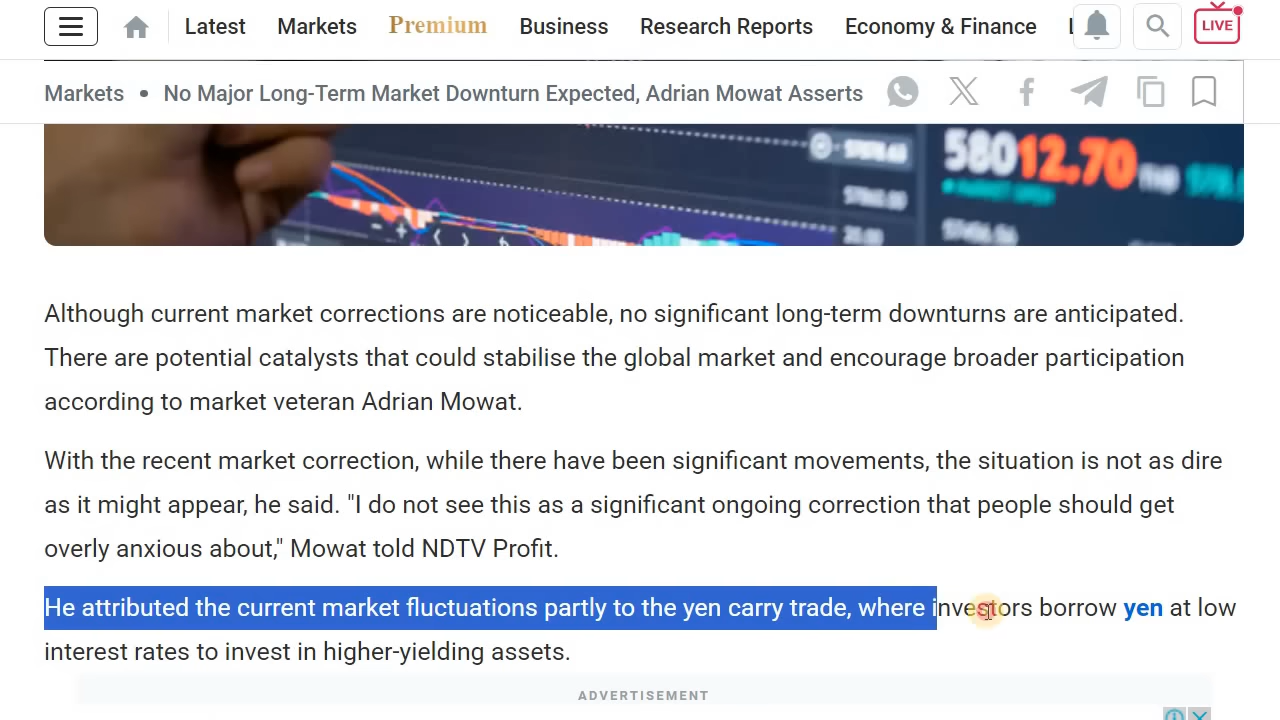 Latest Markets Premium Business Research Reports Economy & Finance LIVE
Markets • No Major Long-Term Market Downturn Expected, Adrian Mowat Asserts
58012.70
Although current market corrections are noticeable, no significant long-term downturns are anticipated.
There are potential catalysts that could stabilise the global market and encourage broader participation
according to market veteran Adrian Mowat.
With the recent market correction, while there have been significant movements, the situation is not as dire
as it might appear, he said. "I do not see this as a significant ongoing correction that people should get
overly anxious about," Mowat told NDTV Profit.
He attributed the current market fluctuations partly to the yen carry trade, where investors borrow yen at low
interest rates to invest in higher-yielding assets.
ADVERTISEMENT